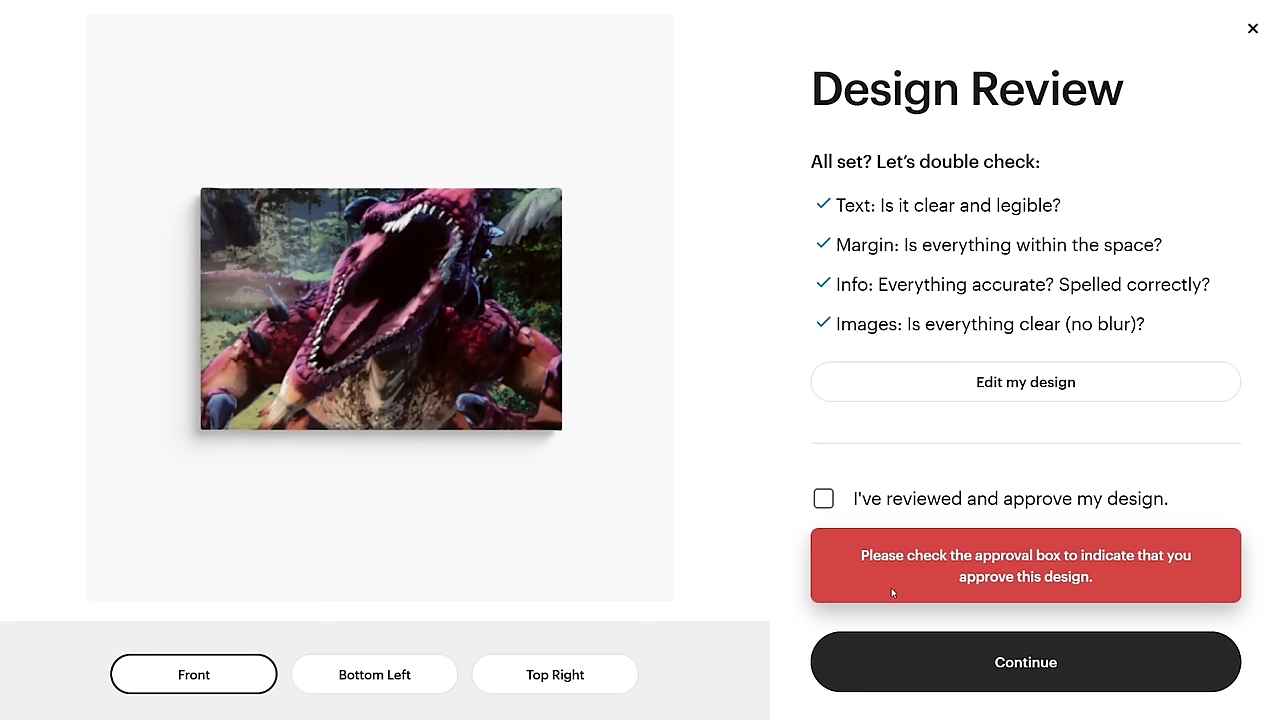 Design Review
All set? Let’s double check:
Text: Is it clear and legible?
Margin: Is everything within the space?
Info: Everything accurate? Spelled correctly?
Images: Is everything clear (no blur)?
Edit my design
I've reviewed and approve my design.
Please check the approval box to indicate that you
approve this design.
Continue
Front
Bottom Left
Top Right